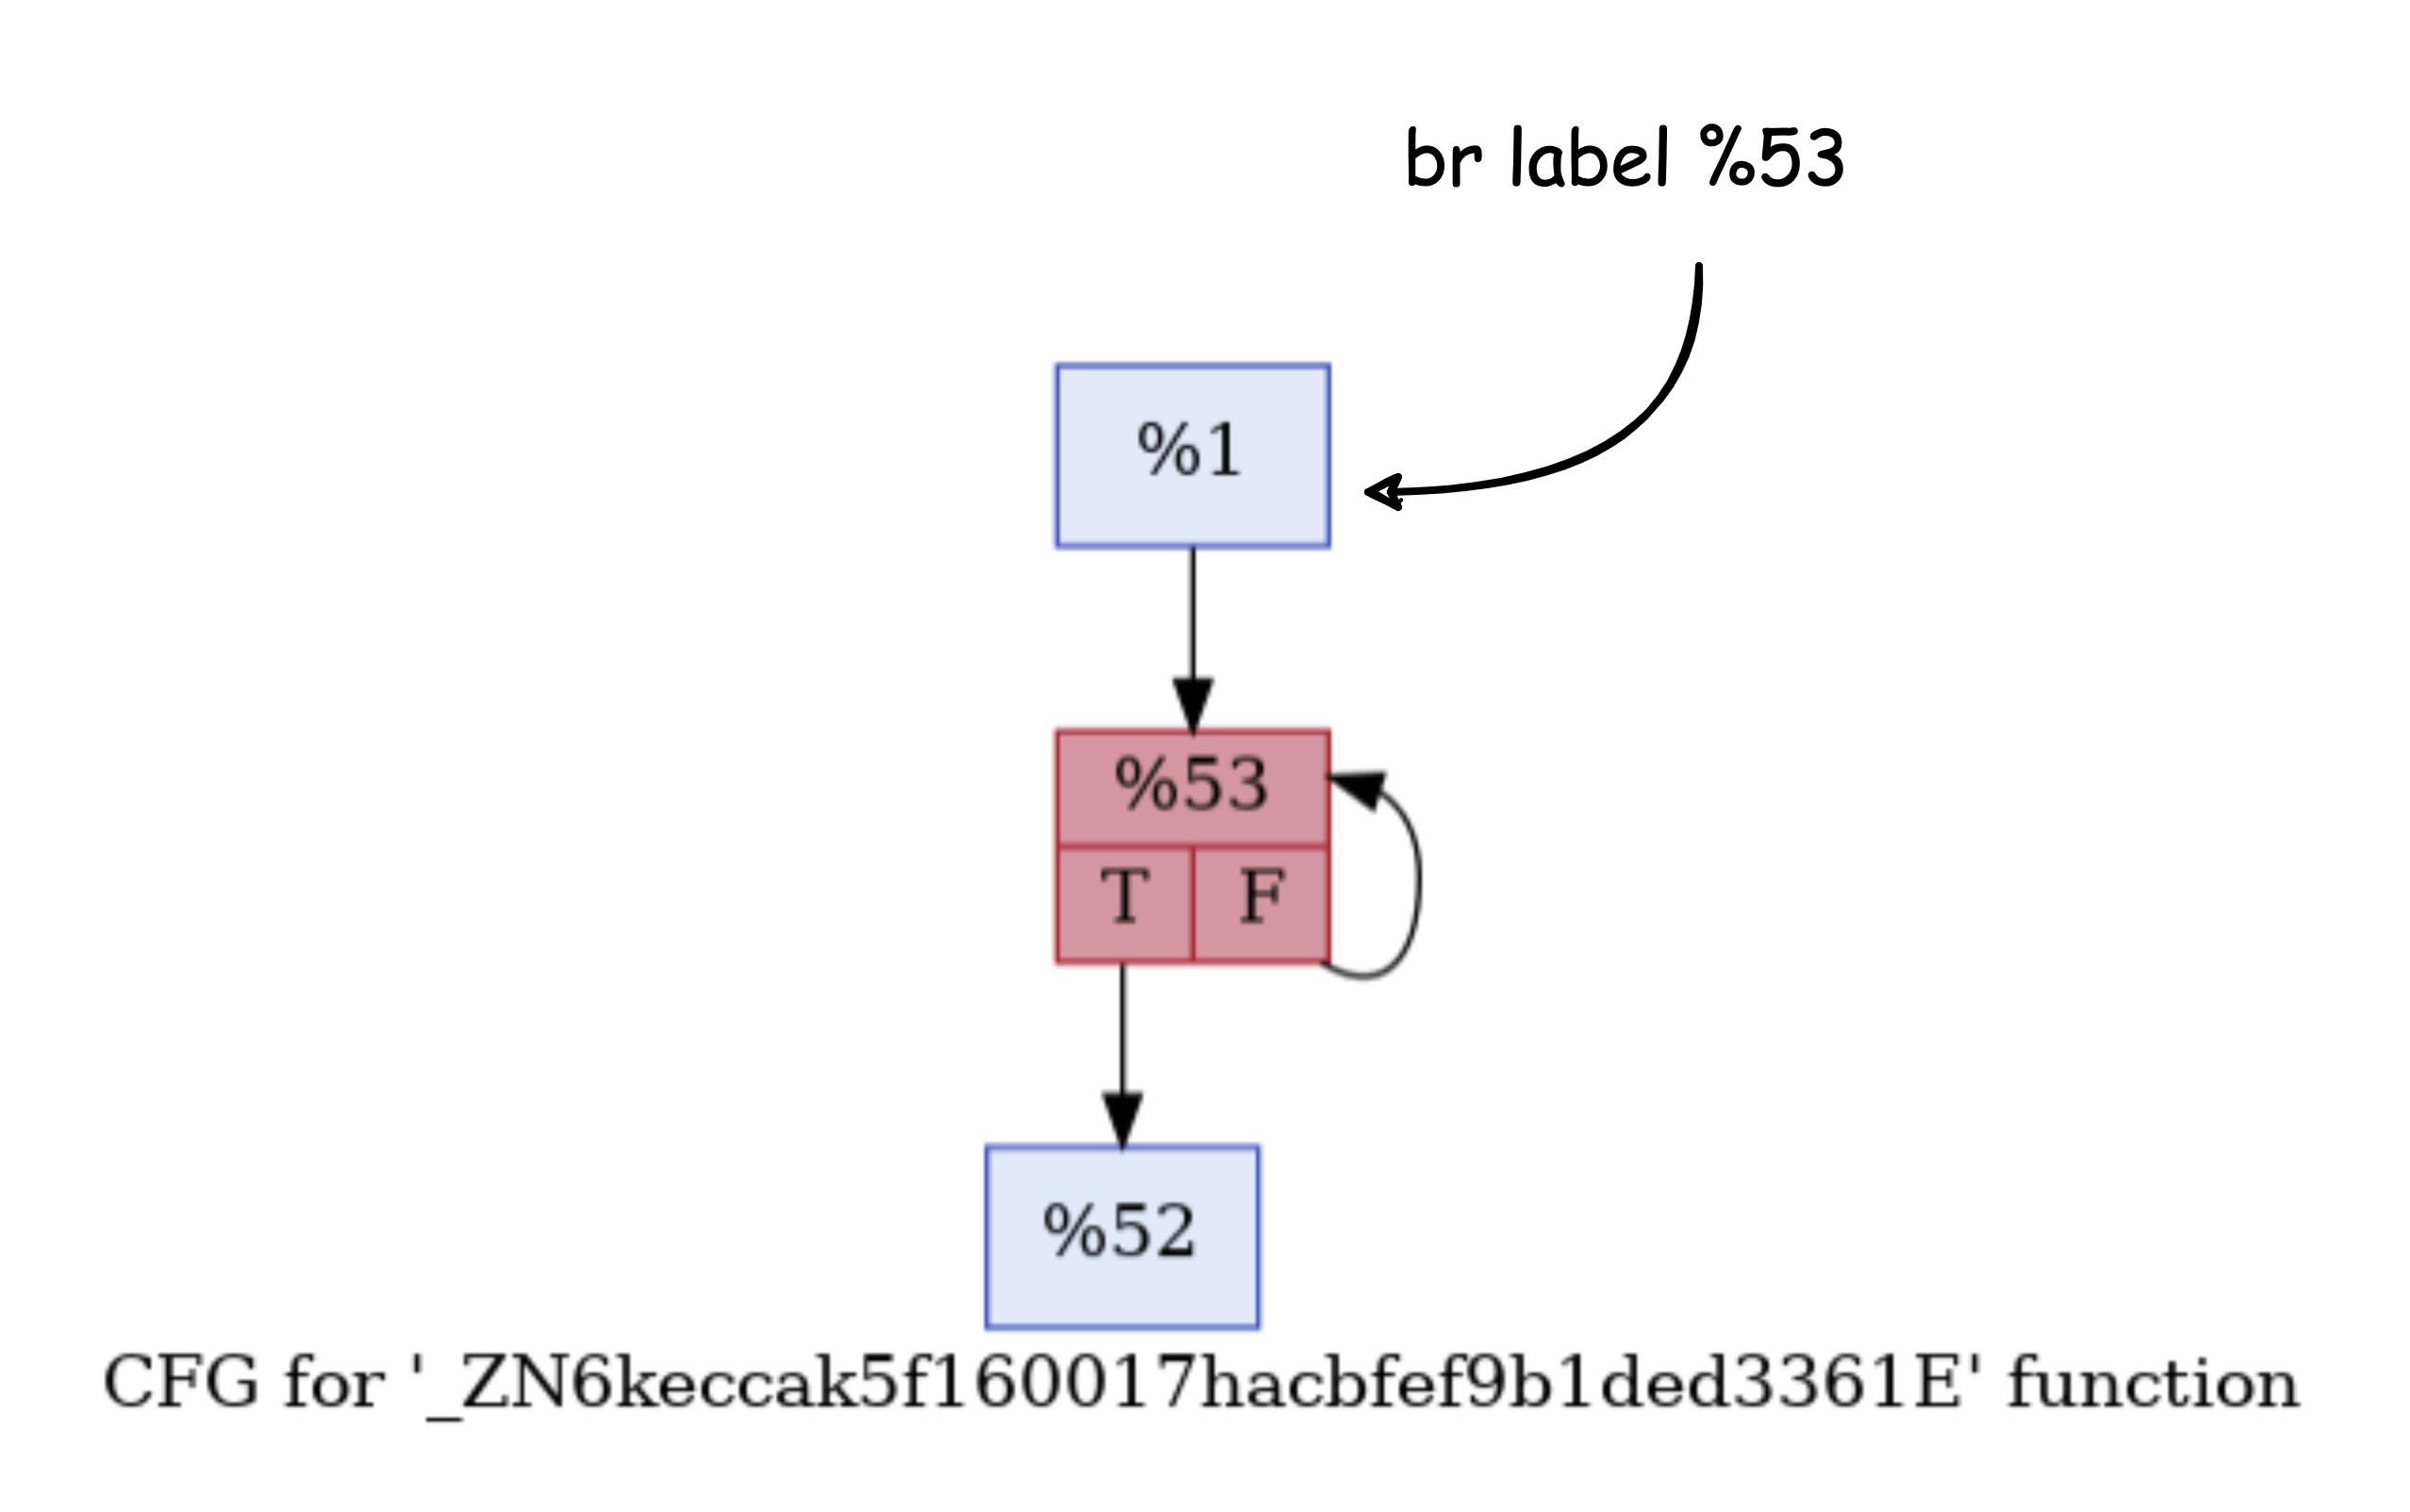 br label %53
%1
%53
T F
%52
CFG for '_ZN6keccak5f160017hacbfef9b1ded3361E' function